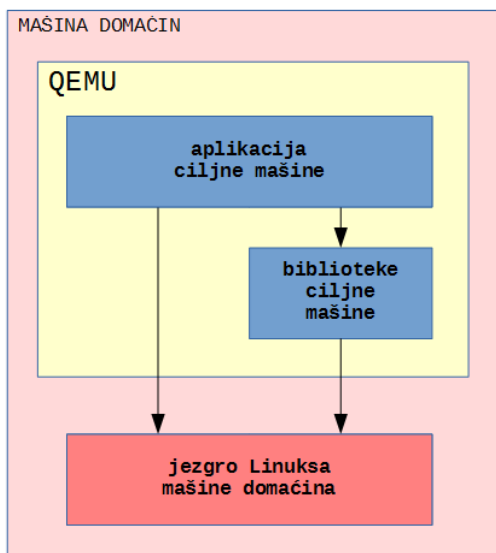 MAŠINA DOMAĆIN
QEMU
aplikacija
ciljne mašine
biblioteke
ciljne
mašine
jezgro Linuksa
mašine domaćina